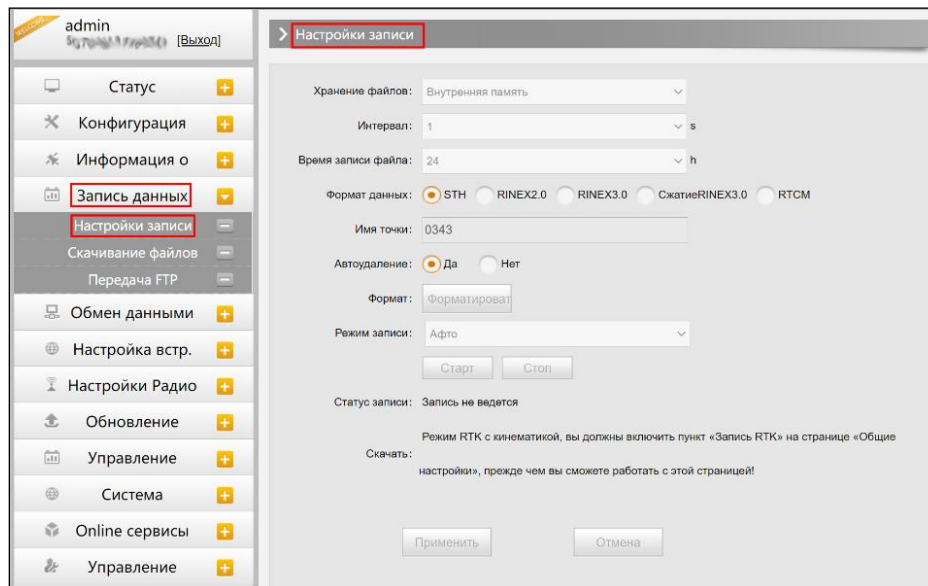 WELCOME
admin
[Выход]
Статус
Конфигурация
Информация о
Запись данных
Настройки записи
Скачивание файлов
Передача FTP
Обмен данными
Настройка встр.
Настройки Радио
Обновление
Управление
Система
Online сервисы
Управление
Настройки записи
Хранение файлов: Внутренняя память
Интервал: 1 s
Время записи файла: 24 h
Формат данных: STH RINEX2.0 RINEX3.0 СжатиеRINEX3.0 RTCM
Имя точки: 0343
Автоудаление: Да Нет
Формат: Форматироват
Режим записи: Афто
Старт Стоп
Статус записи: Запись не ведется
Скачать: Режим RTK с кинематикой, вы должны включить пункт «Запись RTK» на странице «Общие
настройки», прежде чем вы сможете работать с этой страницей!
Применить Отмена